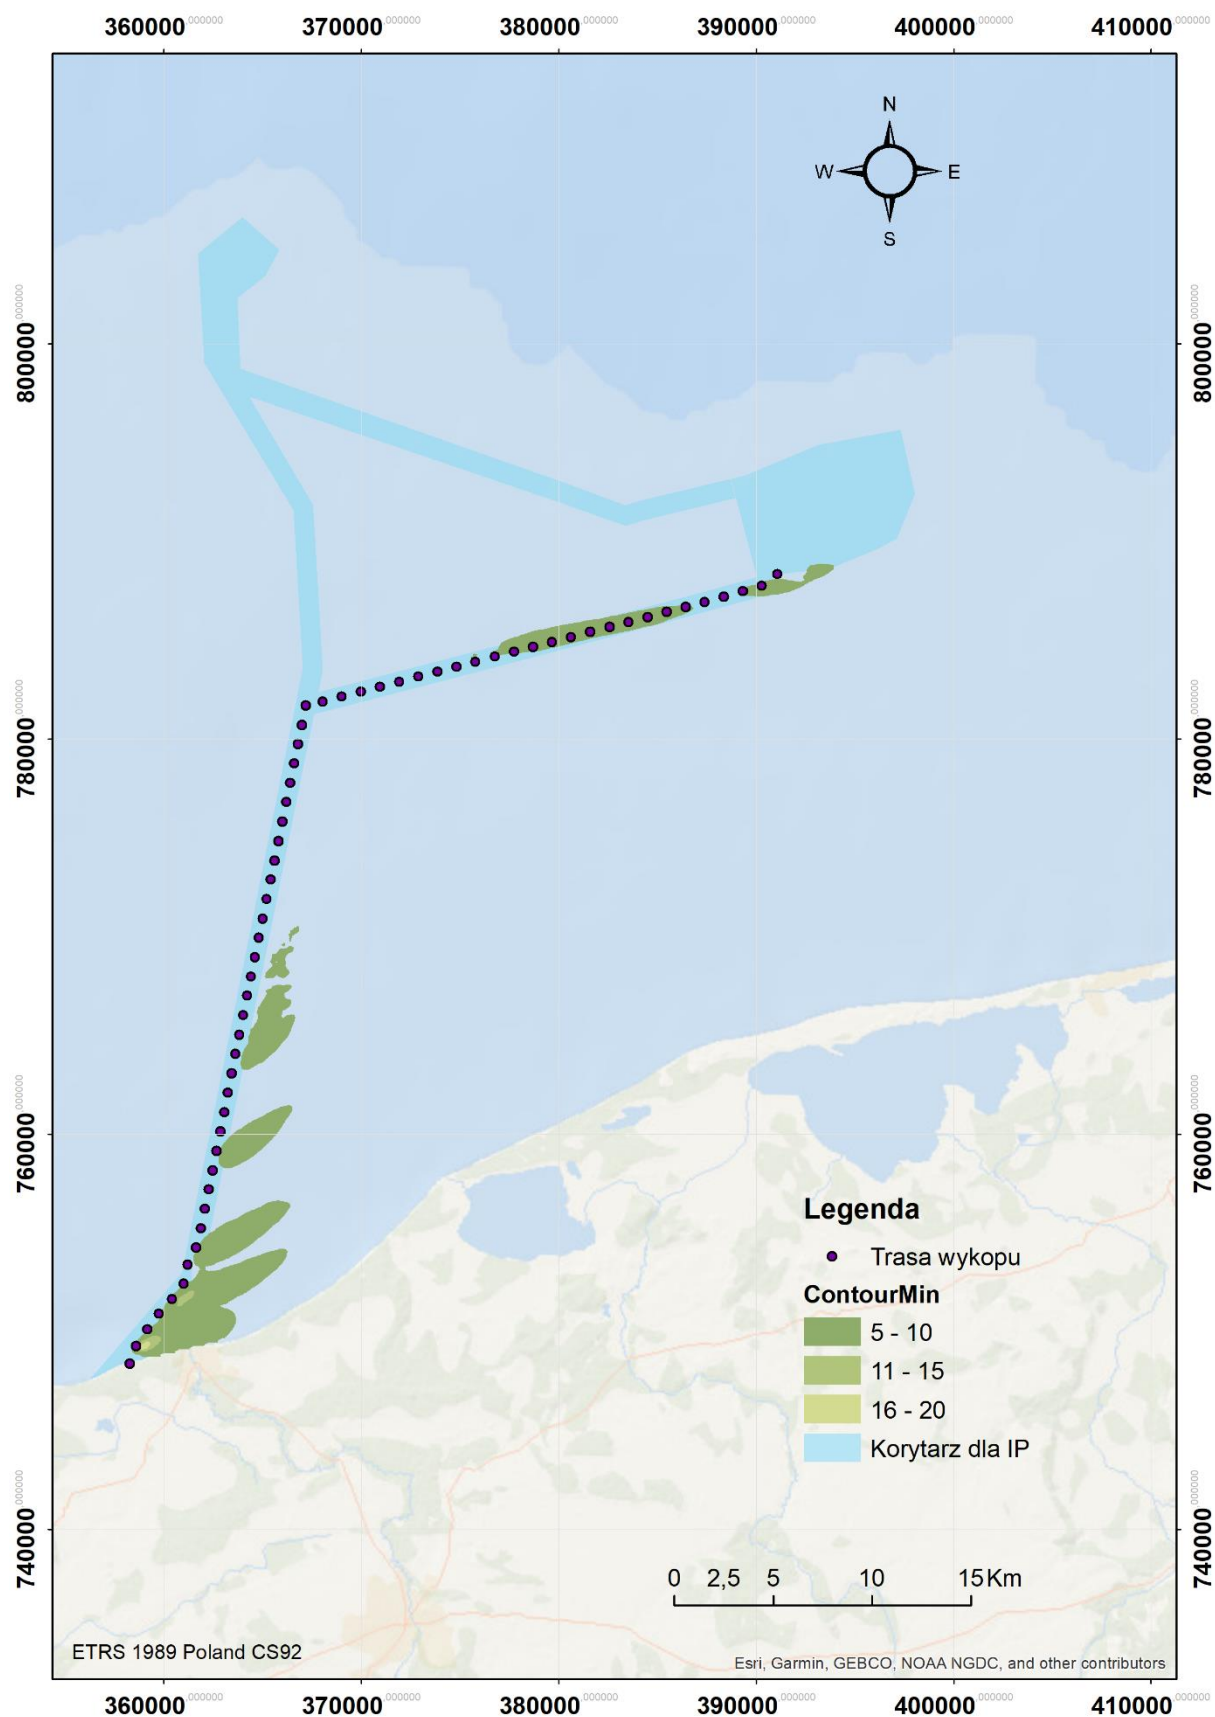 360000,000000 370000,000000 380000,000000 390000,000000 400000,000000 410000,000000
N
W E
S
800000,000000 800000,000000
780000,000000 780000,000000
760000,000000 760000,000000
Legenda
Trasa wykopu
ContourMin
5 - 10
11 - 15
16 - 20
Korytarz dla IP
740000,000000 740000,000000
0 2,5 5 10 15 Km
ETRS 1989 Poland CS92
Esri, Garmin, GEBCO, NOAA NGDC, and other contributors
360000,000000 370000,000000 380000,000000 390000,000000 400000,000000 410000,000000